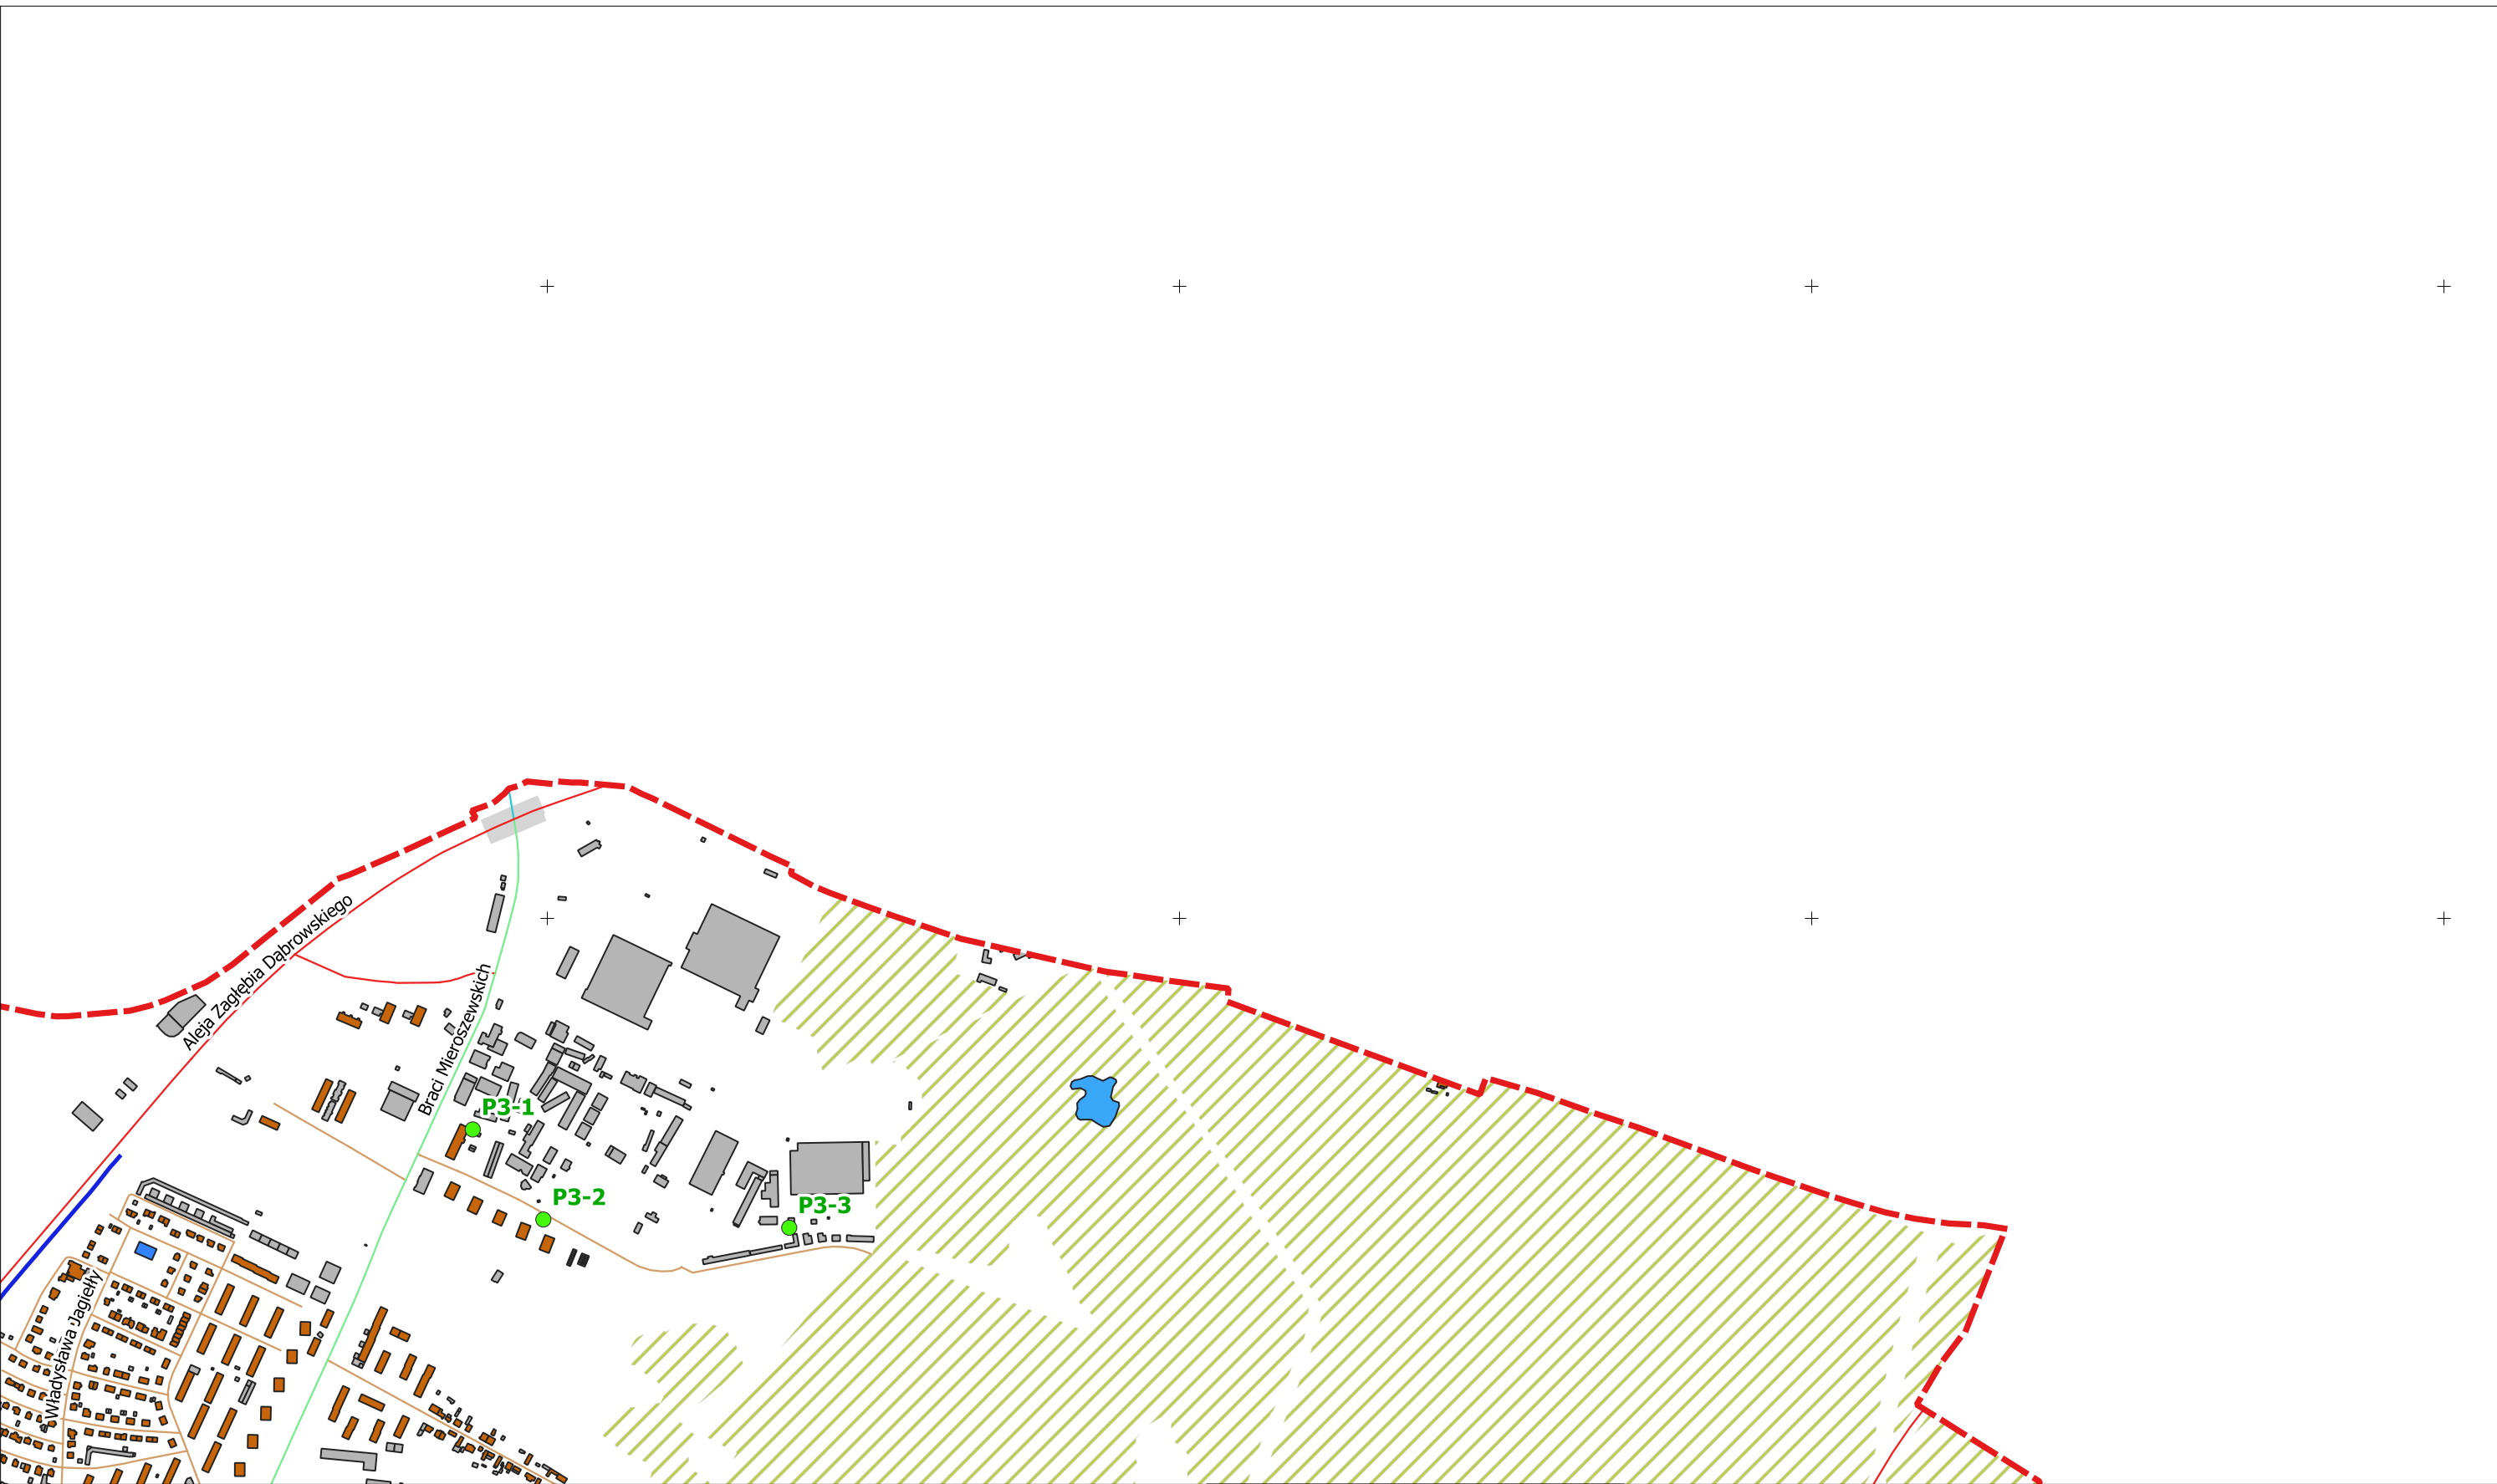 Aleja Zagłębia Dąbrowskiego
Braci Mieroszewskich
P3-1
P3-2
P3-3
Władysława Jagiełły